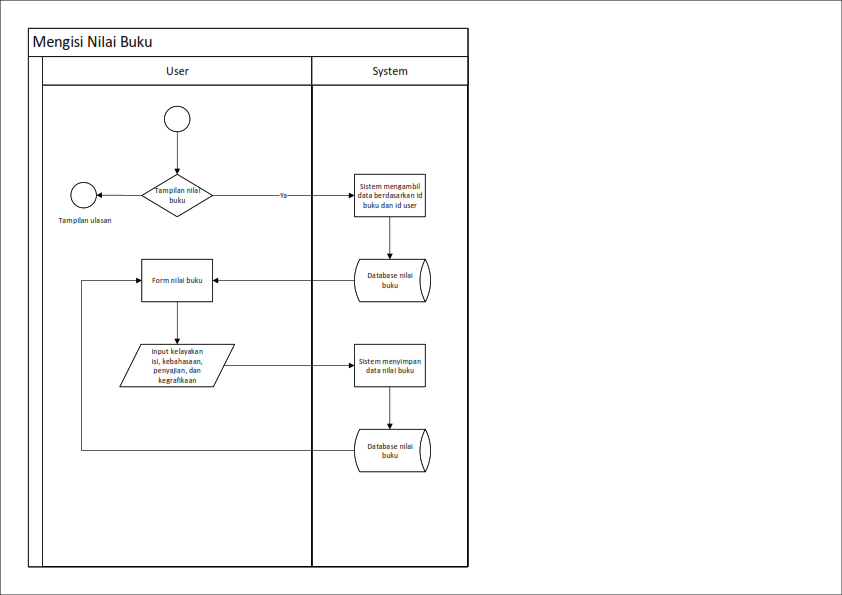 Mengisi Nilai Buku
User
System
Tampilan nilai
buku
Ya
Sistem mengambil
data berdasarkan id
buku dan id user
Tampilan ulasan
Form nilai buku
Database nilai
buku
Input kelayakan
isi, kebahasaan,
penyajian, dan
kegrafikaan
Sistem menyimpan
data nilai buku
Database nilai
buku